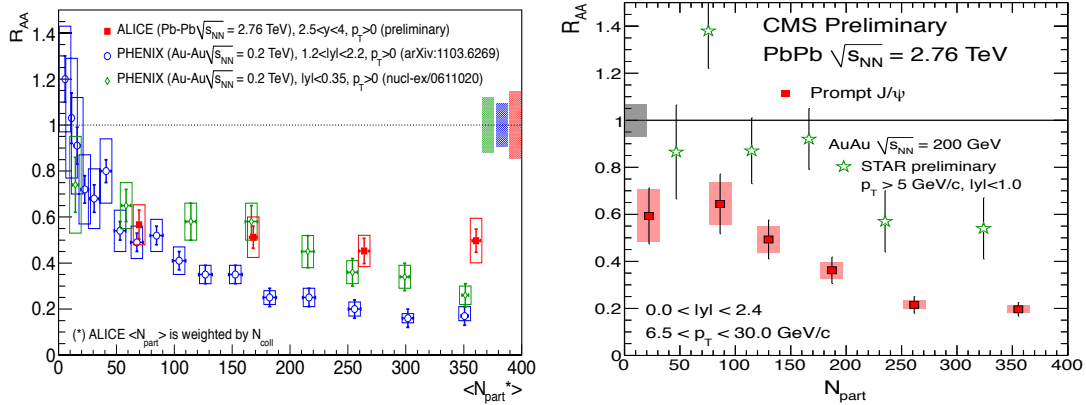 R_AA
1.4
1.2
1
0.8
0.6
0.4
0.2
0
ALICE (Pb-Pb√s_NN = 2.76 TeV), 2.5<y<4, p_T>0 (preliminary)
PHENIX (Au-Au√s_NN = 0.2 TeV), 1.2<|y|<2.2, p_T>0 (arXiv:1103.6269)
PHENIX (Au-Au√s_NN = 0.2 TeV), |y|<0.35, p_T>0 (nucl-ex/0611020)
(*) ALICE <N_part> is weighted by N_coll
0 50 100 150 200 250 300 350 400
<N_part*>
R_AA
1.4
1.2
1
0.8
0.6
0.4
0.2
0
CMS Preliminary
PbPb √s_NN = 2.76 TeV
Prompt J/ψ
AuAu √s_NN = 200 GeV
STAR preliminary
p_T > 5 GeV/c, |y|<1.0
0.0 < |y| < 2.4
6.5 < p_T < 30.0 GeV/c
0 50 100 150 200 250 300 350 400
N_part